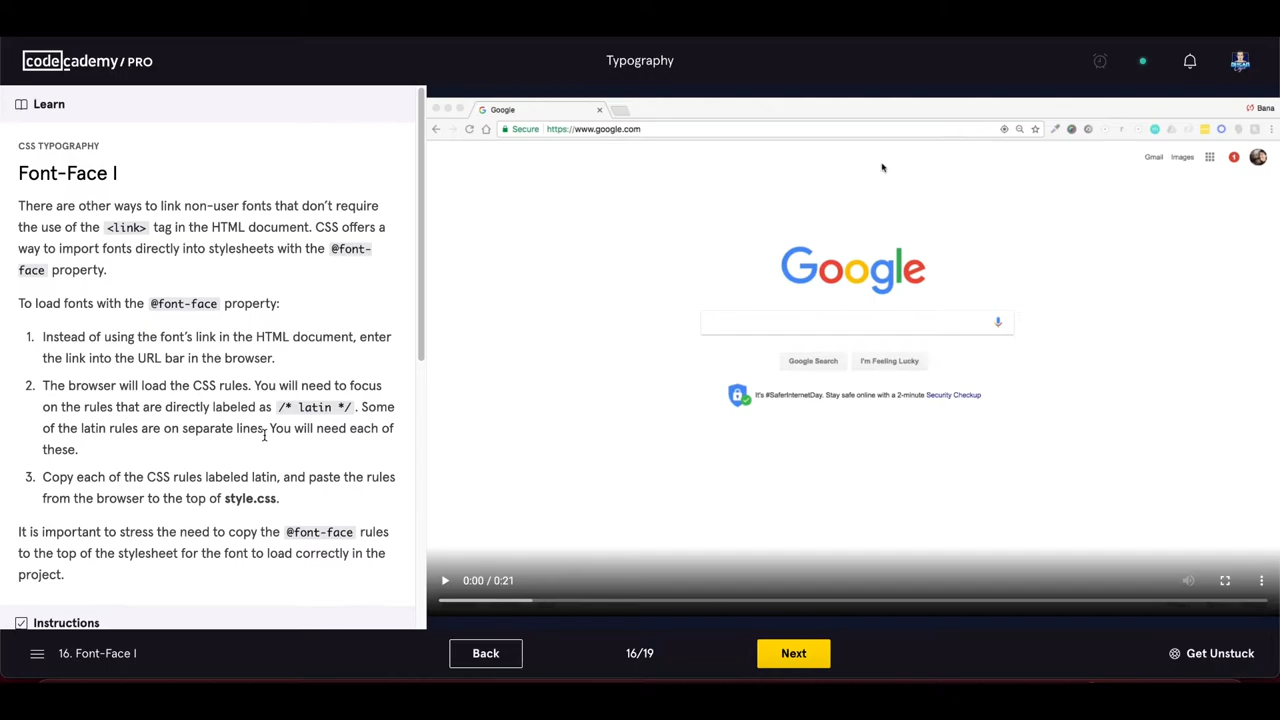 codecademy / PRO
Typography
Learn
Google
Bana
Secure https://www.google.com
CSS TYPOGRAPHY
Gmail Images 1
Font-Face I
There are other ways to link non-user fonts that don’t require
the use of the <link> tag in the HTML document. CSS offers a
way to import fonts directly into stylesheets with the @font-
face property.
To load fonts with the @font-face property:
1. Instead of using the font’s link in the HTML document, enter
the link into the URL bar in the browser.
2. The browser will load the CSS rules. You will need to focus
on the rules that are directly labeled as /* latin */. Some
of the latin rules are on separate lines. You will need each of
these.
3. Copy each of the CSS rules labeled latin, and paste the rules
from the browser to the top of style.css.
It is important to stress the need to copy the @font-face rules
to the top of the stylesheet for the font to load correctly in the
project.
Instructions
Google
Google Search I'm Feeling Lucky
It's #SaferInternetDay. Stay safe online with a 2-minute Security Checkup
0:00 / 0:21
16. Font-Face I
Back
16/19
Next
Get Unstuck